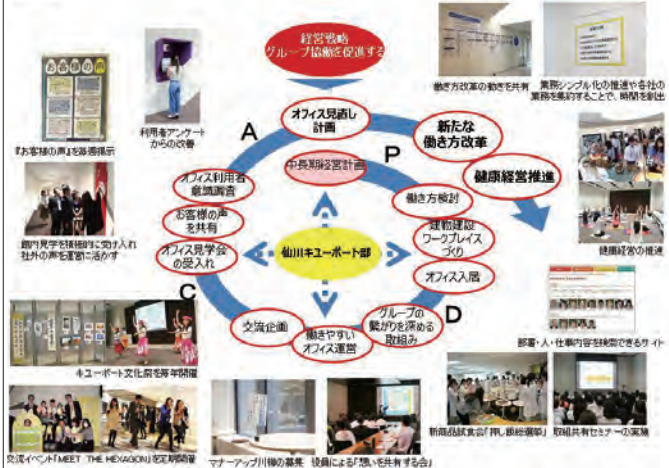 経営戦略
グループ協働を促進する
働き方改革の動きを共有
業務シンプル化の推進や各社の
業務を集約することで、時間を創出
お客様の声
『お客様の声』を毎週掲示
利用者アンケート
からの改善
A
オフィス見直し
計画
新たな
働き方改革
P
中長期経営計画
健康経営推進
オフィス利用者
意識調査
お客様の声
を共有
オフィス見学会
の受入れ
働き方検討
建物建設
ワークプレイス
づくり
オフィス入居
仙川キユーポート部
館内見学を積極的に受け入れ
社外の声を運営に活かす
健康経営の推進
C
D
交流企画
働きやすい
オフィス運営
グループの
繋がりを深める
取組み
部署・人・仕事内容を検索できるサイト
キユーポート文化祭を毎年開催
新商品試食会「押し卵総選挙」
取組共有セミナーの実施
交流イベント「MEET THE HEXAGON」を定期開催
マナーアップ川柳の募集
役員による「想いを共有する会」